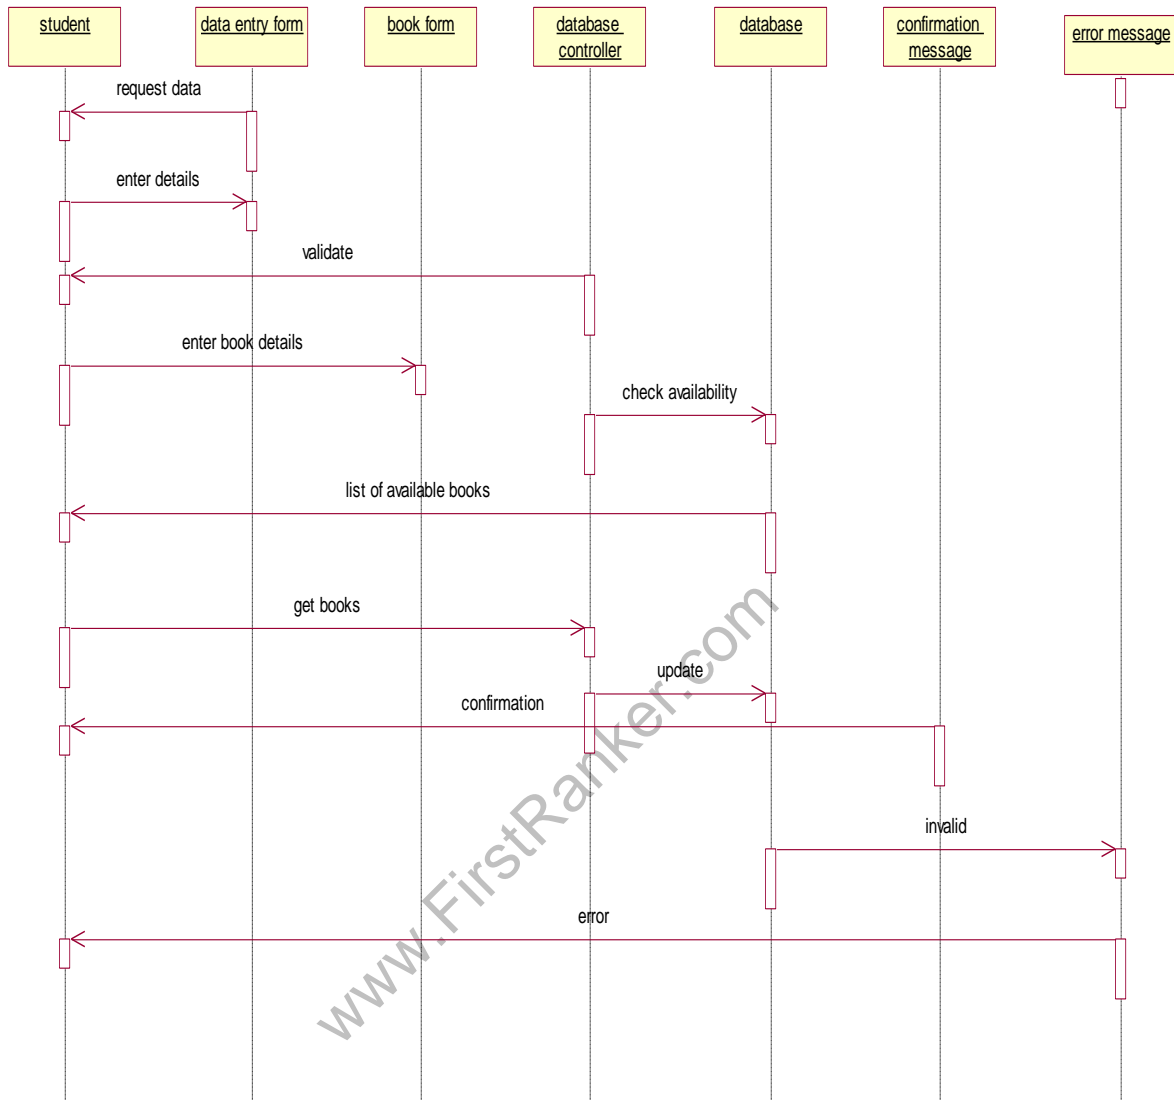 student
data entry form
book form
database
controller
database
confirmation
message
error message
request data
enter details
validate
enter book details
check availability
list of available books
get books
update
confirmation
invalid
error
www.FirstRanker.com